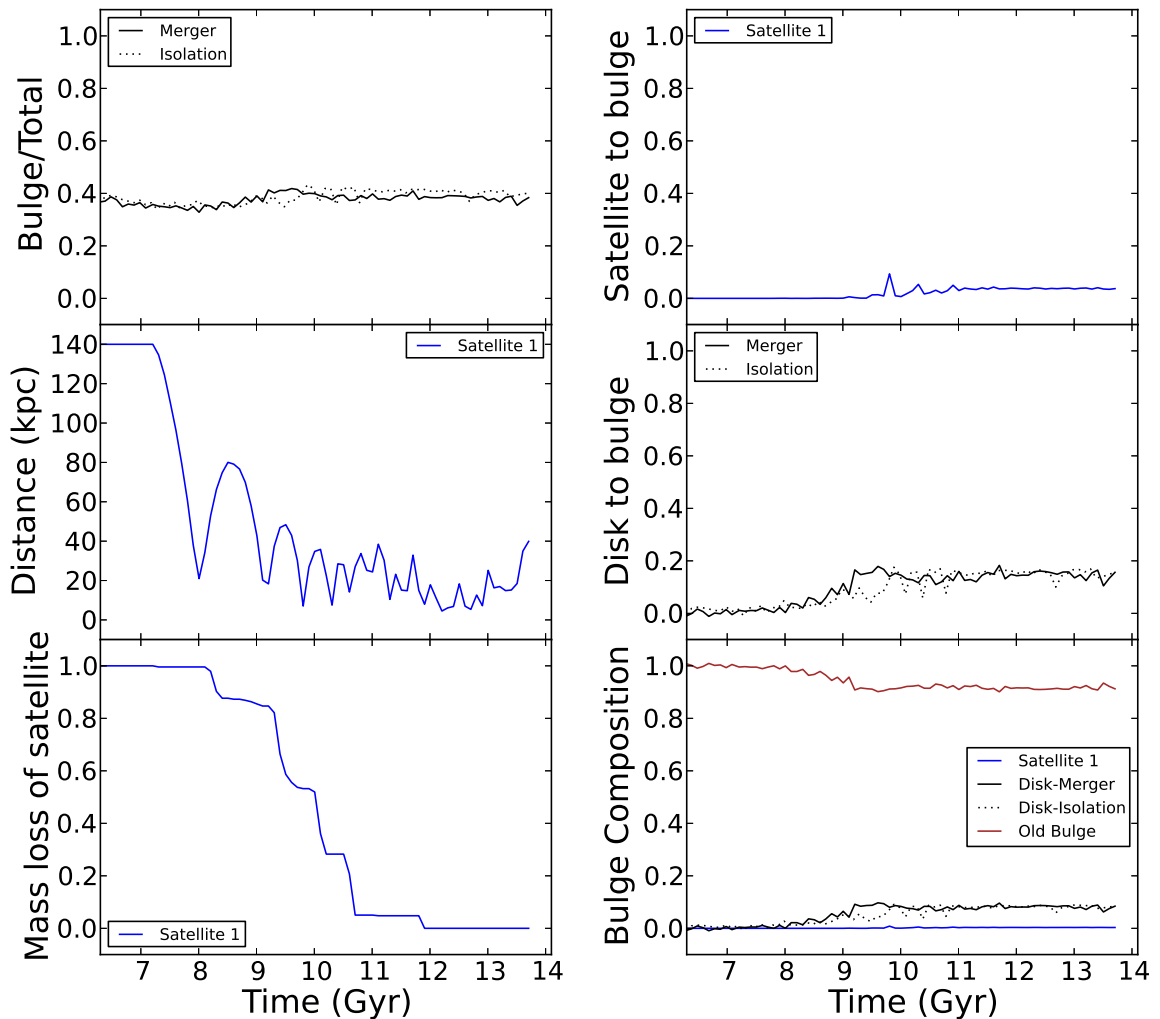 Bulge/Total
1.0
0.8
0.6
0.4
0.2
0.0
Merger
Isolation
Satellite to bulge
1.0
0.8
0.6
0.4
0.2
0.0
Satellite 1
Distance (kpc)
140
120
100
80
60
40
20
0
Satellite 1
Disk to bulge
1.0
0.8
0.6
0.4
0.2
0.0
Merger
Isolation
Mass loss of satellite
1.0
0.8
0.6
0.4
0.2
0.0
Satellite 1
7 8 9 10 11 12 13 14
Time (Gyr)
Bulge Composition
1.0
0.8
0.6
0.4
0.2
0.0
Satellite 1
Disk-Merger
Disk-Isolation
Old Bulge
7 8 9 10 11 12 13 14
Time (Gyr)